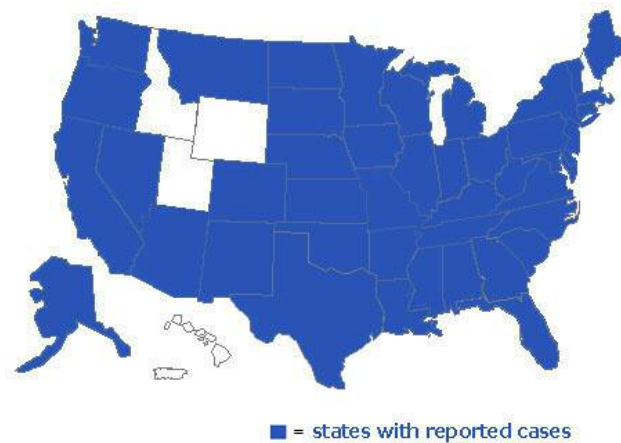 = states with reported cases